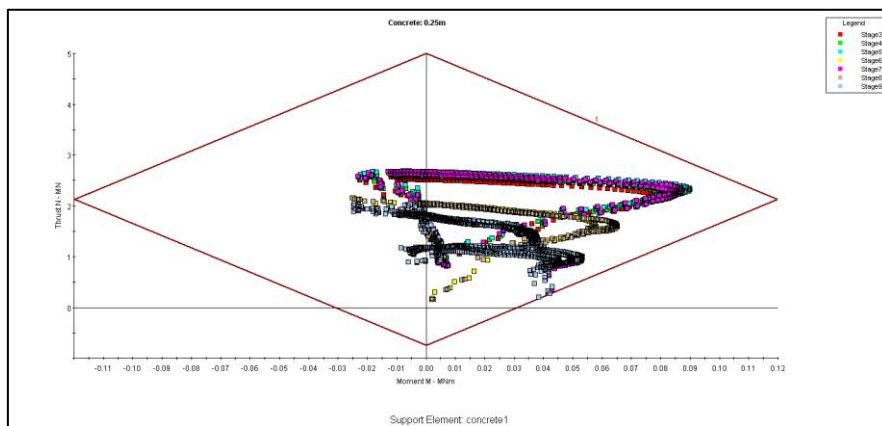 Concrete: 0.25m
Legend
Stage3
Stage4
Stage5
Stage6
Stage7
Stage8
Stage9
5
4
3
2
1
0
1
Thrust N - MN
-0.11 -0.10 -0.09 -0.08 -0.07 -0.06 -0.05 -0.04 -0.03 -0.02 -0.01 0.00 0.01 0.02 0.03 0.04 0.05 0.06 0.07 0.08 0.09 0.10 0.11 0.12
Moment M - MNm
Support Element: concrete1